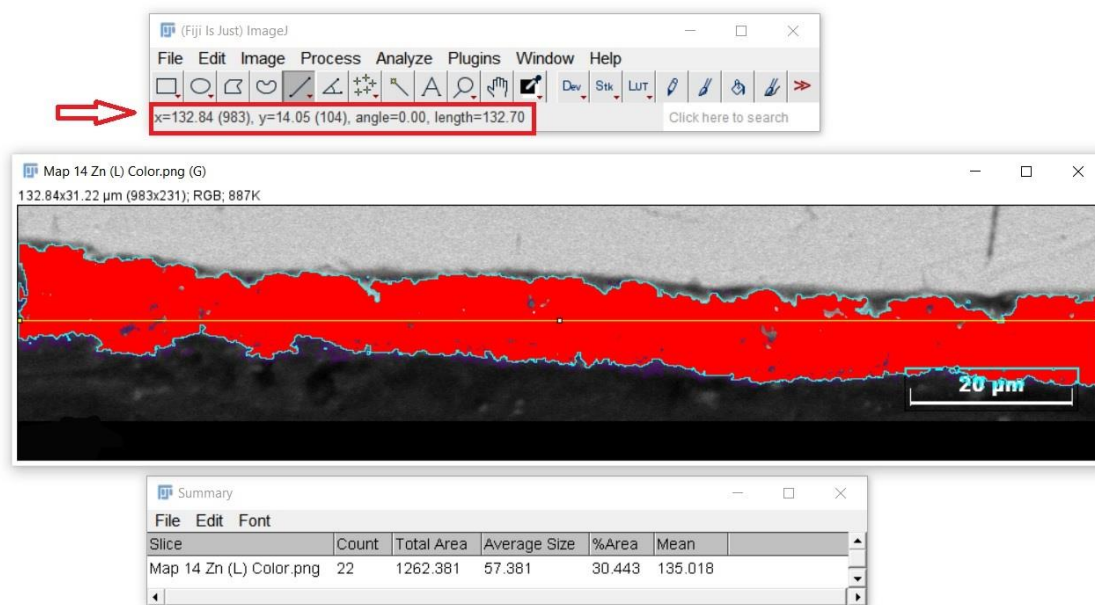 (Fiji Is Just) ImageJ
File Edit Image Process Analyze Plugins Window Help
A Dev Stk LUT >>
x=132.84 (983), y=14.05 (104), angle=0.00, length=132.70 Click here to search
Map 14 Zn (L) Color.png (G)
132.84x31.22 µm (983x231); RGB; 887K
20 µm
Summary
File Edit Font
Slice Count Total Area Average Size %Area Mean
Map 14 Zn (L) Color.png 22 1262.381 57.381 30.443 135.018